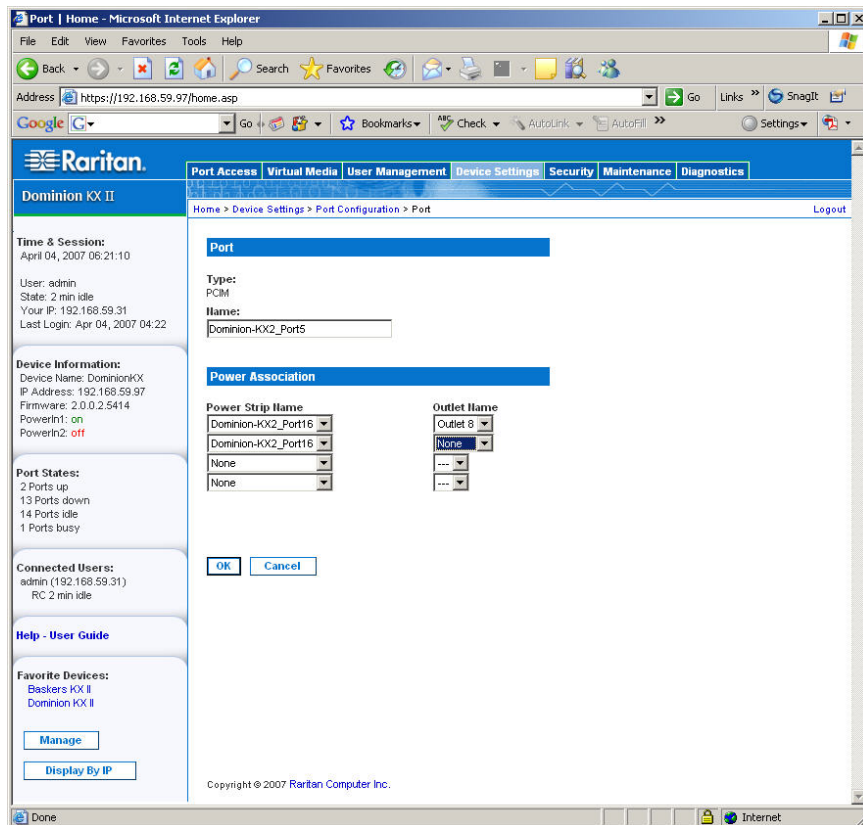 Port | Home - Microsoft Internet Explorer
File Edit View Favorites Tools Help
Back Search Favorites
Address https://192.168.59.97/home.asp Go Links » SnagIt
Google G Go Bookmarks ABC Check AutoLink AutoFill » Settings
Raritan.
Port Access Virtual Media User Management Device Settings Security Maintenance Diagnostics
Dominion KX II
Home > Device Settings > Port Configuration > Port Logout
Time & Session:
April 04, 2007 06:21:10
User: admin
State: 2 min idle
Your IP: 192.168.59.31
Last Login: Apr 04, 2007 04:22
Device Information:
Device Name: DominionKX
IP Address: 192.168.59.97
Firmware: 2.0.0.2.5414
PowerIn1: on
PowerIn2: off
Port States:
2 Ports up
13 Ports down
14 Ports idle
1 Ports busy
Connected Users:
admin (192.168.59.31)
RC 2 min idle
Help - User Guide
Favorite Devices:
Baskers KX II
Dominion KX II
Manage
Display By IP
Port
Type:
PCIM
Name:
Dominion-KX2_Port5
Power Association
Power Strip Name Outlet Name
Dominion-KX2_Port16 Outlet 8
Dominion-KX2_Port16 None
None ---
None ---
OK Cancel
Copyright © 2007 Raritan Computer Inc.
Done Internet